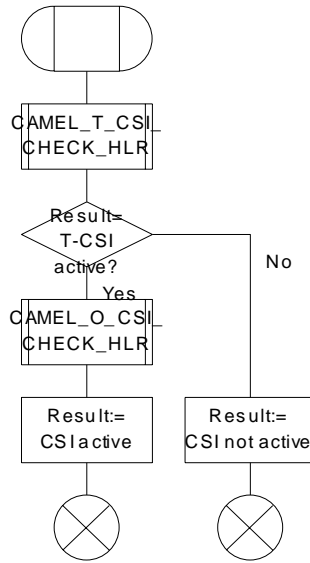 CAMEL_T_CSI_
CHECK_HLR
Result=
T-CSI
active?
No
Yes
CAMEL_O_CSI_
CHECK_HLR
Result:=
CSI active
Result:=
CSI not active